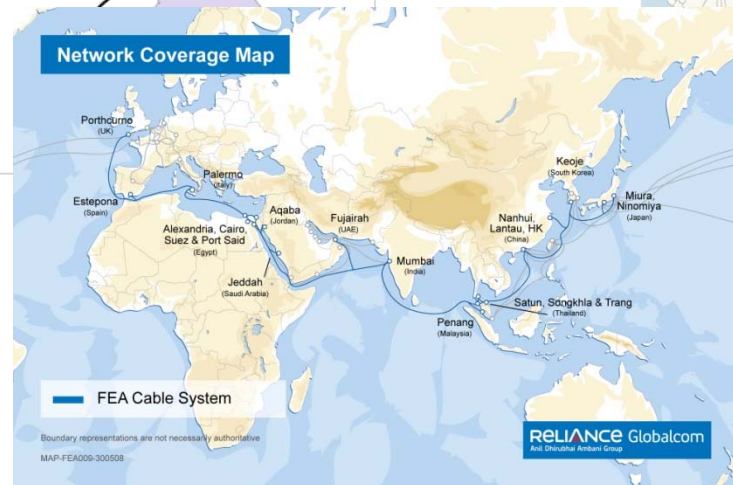 Network Coverage Map
Porthcurno
(UK)
Keoje
(South Korea)
Palermo
(Italy)
Miura,
Ninomiya
(Japan)
Estepona
(Spain)
Aqaba
(Jordan)
Fujairah
(UAE)
Nanhui,
Lantau, HK
(China)
Alexandria, Cairo,
Suez & Port Said
(Egypt)
Mumbai
(India)
Jeddah
(Saudi Arabia)
Satun, Songkhla & Trang
(Thailand)
Penang
(Malaysia)
FEA Cable System
Boundary representations are not necessarily authoritative
MAP-FEA009-300508
RELIANCE Globalcom
Anil Dhirubhai Ambani Group